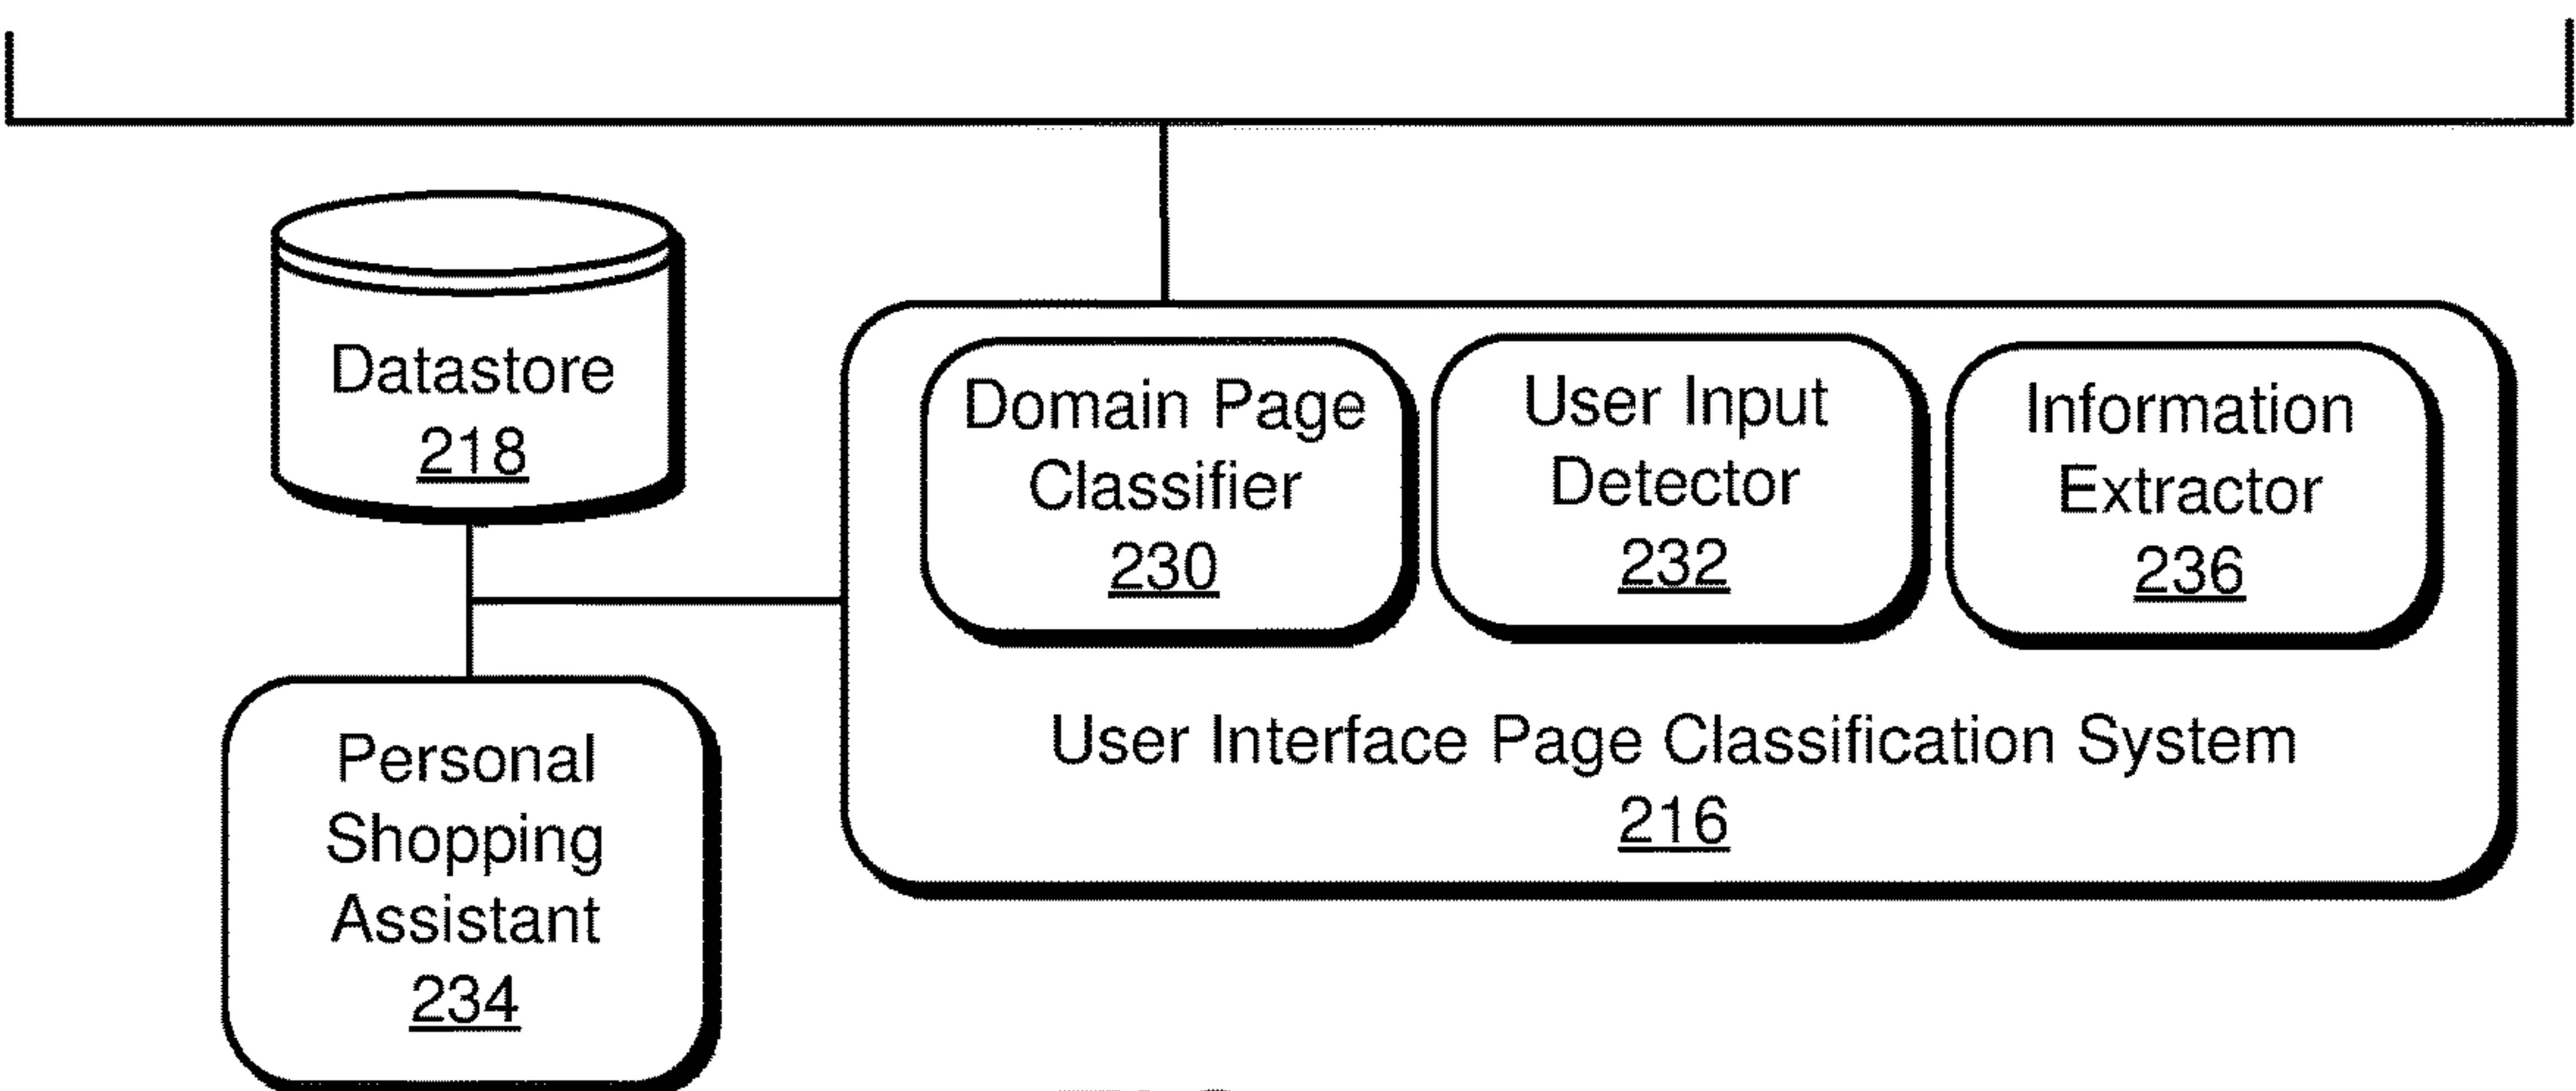 Datastore
218
Domain Page
Classifier
230
User Input
Detector
232
Information
Extractor
236
User Interface Page Classification System
216
Personal
Shopping
Assistant
234